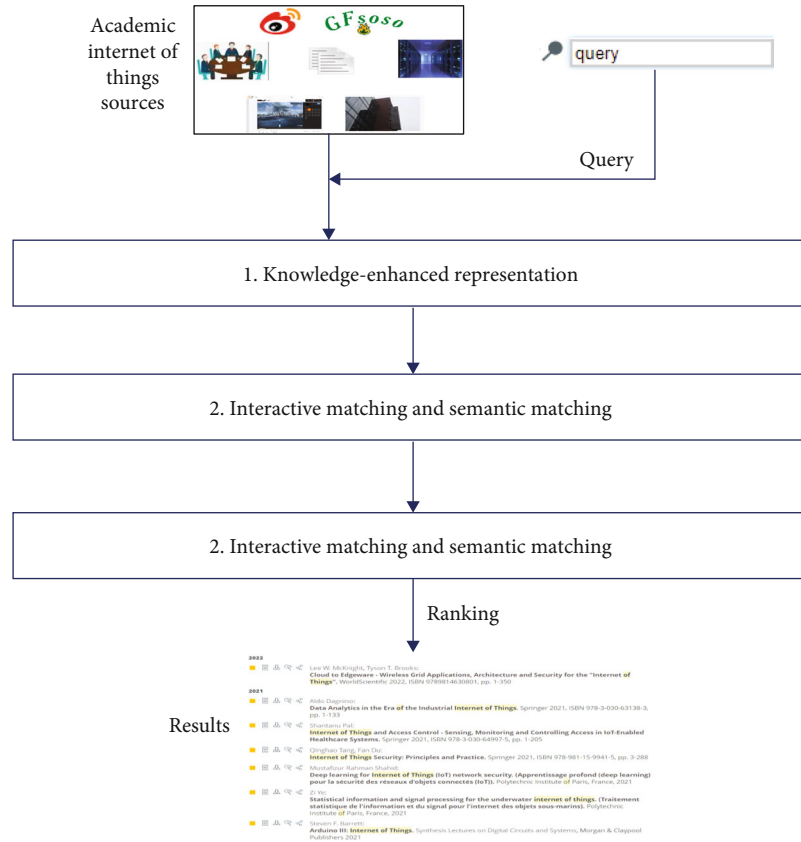 Academic
internet of
things
sources
GFsoso
query
Query
1. Knowledge-enhanced representation
2. Interactive matching and semantic matching
2. Interactive matching and semantic matching
Ranking
Results
2022
Lee W. McKnight, Tyson T. Brooks:
Cloud to Edgeware - Wireless Grid Applications, Architecture and Security for the "Internet of
Things". WorldScientific 2022, ISBN 9789814630801, pp. 1-350
2021
Aldo Dagnino:
Data Analytics in the Era of the Industrial Internet of Things. Springer 2021, ISBN 978-3-030-63138-3,
pp. 1-133
Shantanu Pal:
Internet of Things and Access Control - Sensing, Monitoring and Controlling Access in IoT-Enabled
Healthcare Systems. Springer 2021, ISBN 978-3-030-64997-5, pp. 1-205
Qinghao Tang, Fan Du:
Internet of Things Security: Principles and Practice. Springer 2021, ISBN 978-981-15-9941-5, pp. 3-288
Mustafizur Rahman Shahid:
Deep learning for Internet of Things (IoT) network security. (Apprentissage profond (deep learning)
pour la sécurité des réseaux d'objets connectés (IoT)). Polytechnic Institute of Paris, France, 2021
Zi Ye:
Statistical information and signal processing for the underwater internet of things. (Traitement
statistique de l'information et du signal pour l'internet des objets sous-marins). Polytechnic
Institute of Paris, France, 2021
Steven F. Barrett:
Arduino III: Internet of Things. Synthesis Lectures on Digital Circuits and Systems, Morgan & Claypool
Publishers 2021